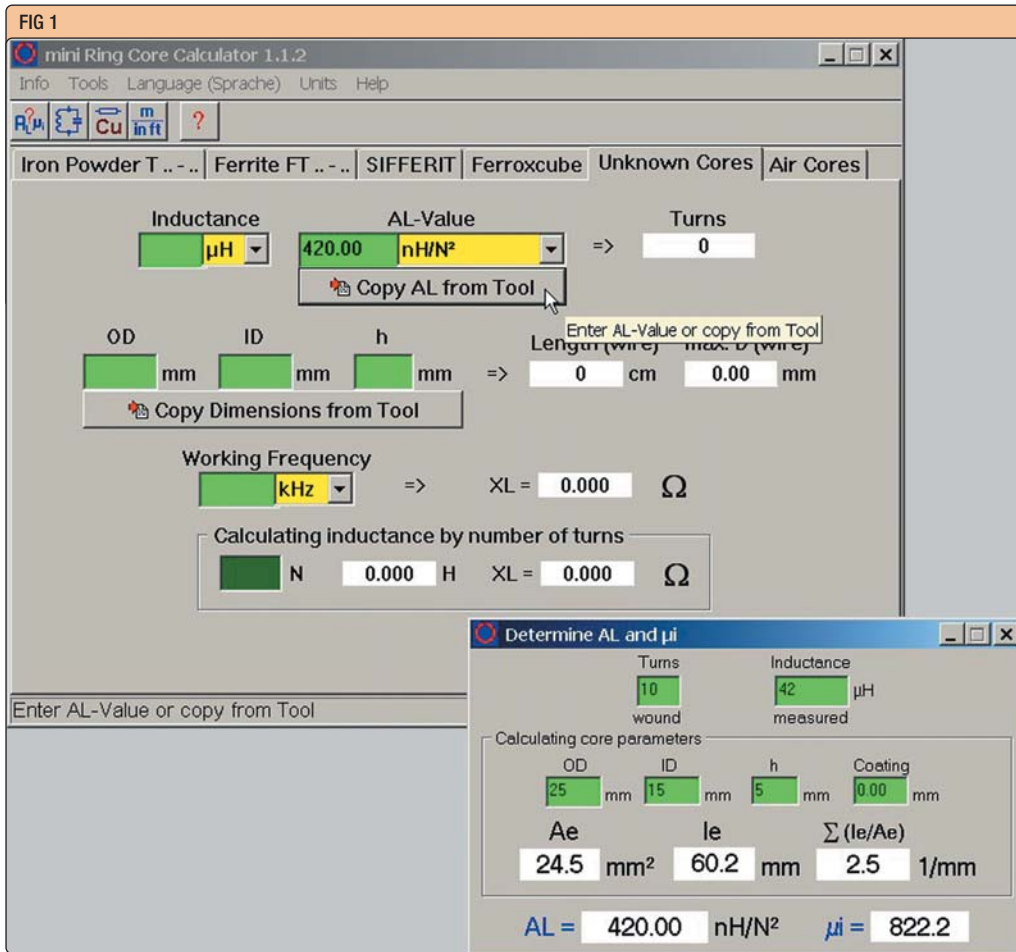 FIG 1
mini Ring Core Calculator 1.1.2
Info Tools Language (Sprache) Units Help
AL? µi Cu m in ft ?
Iron Powder T .. - .. Ferrite FT .. - .. SIFFERIT Ferroxcube Unknown Cores Air Cores
Inductance AL-Value Turns
µH 420.00 nH/N² => 0
Copy AL from Tool
Enter AL-Value or copy from Tool
OD ID h Length (wire) max. D (wire)
mm mm mm => 0 cm 0.00 mm
Copy Dimensions from Tool
Working Frequency
kHz => XL = 0.000 Ω
Calculating inductance by number of turns
N 0.000 H XL = 0.000 Ω
Enter AL-Value or copy from Tool
Determine AL and µi
Turns Inductance
10 42 µH
wound measured
Calculating core parameters
OD ID h Coating
25 mm 15 mm 5 mm 0.00 mm
Ae le ∑ (le/Ae)
24.5 mm² 60.2 mm 2.5 1/mm
AL = 420.00 nH/N² µi = 822.2